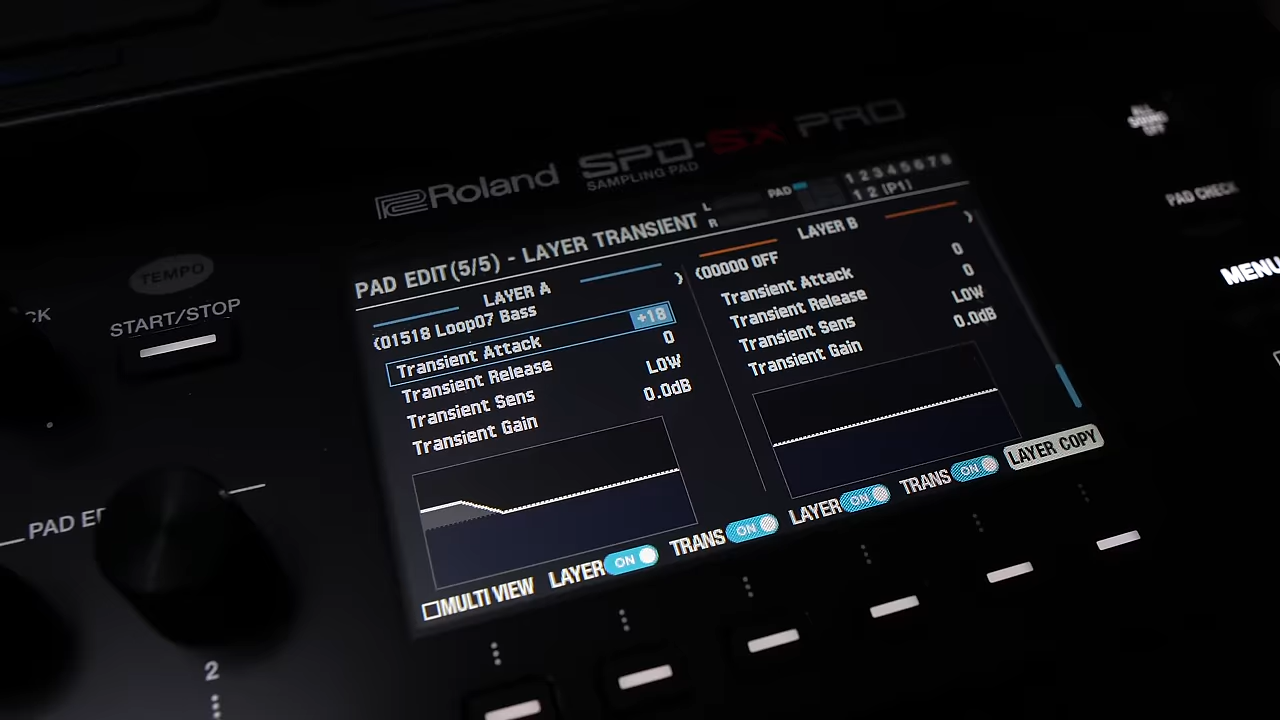 ALL
SOUND
OFF
Roland SPD-SX PRO
SAMPLING PAD
PAD CHECK
MENU
TEMPO
START/STOP
PAD EDIT(5/5) - LAYER TRANSIENT
L
R
PAD
1 2 3 4 5 6 7 8
1 2 [P1]
LAYER A
01518 Loop07 Bass
Transient Attack +18
Transient Release 0
Transient Sens LOW
Transient Gain 0.0dB
LAYER B
00000 OFF
Transient Attack 0
Transient Release 0
Transient Sens LOW
Transient Gain 0.0dB
MULTI VIEW LAYER ON TRANS ON LAYER ON TRANS ON LAYER COPY
CK
PAD ED
2